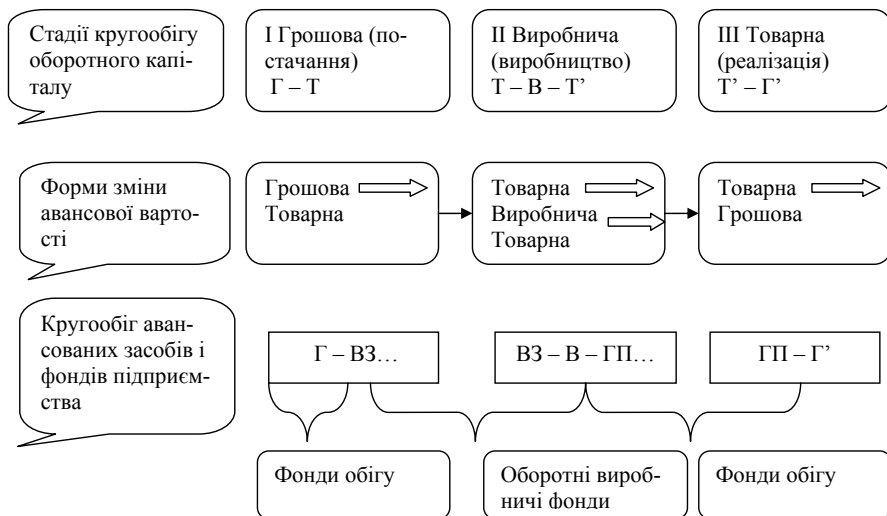 Стадії кругообігу
оборотного капі-
талу
І Грошова (по-
стачання)
Г – Т
ІІ Виробнича
(виробництво)
Т – В – Т’
ІІІ Товарна
(реалізація)
Т’ – Г’
Форми зміни
авансової варто-
сті
Грошова
Товарна
Товарна
Виробнича
Товарна
Товарна
Грошова
Кругообіг аван-
сованих засобів і
фондів підприєм-
ства
Г – ВЗ…
ВЗ – В – ГП…
ГП – Г’
Фонди обігу
Оборотні вироб-
ничі фонди
Фонди обігу